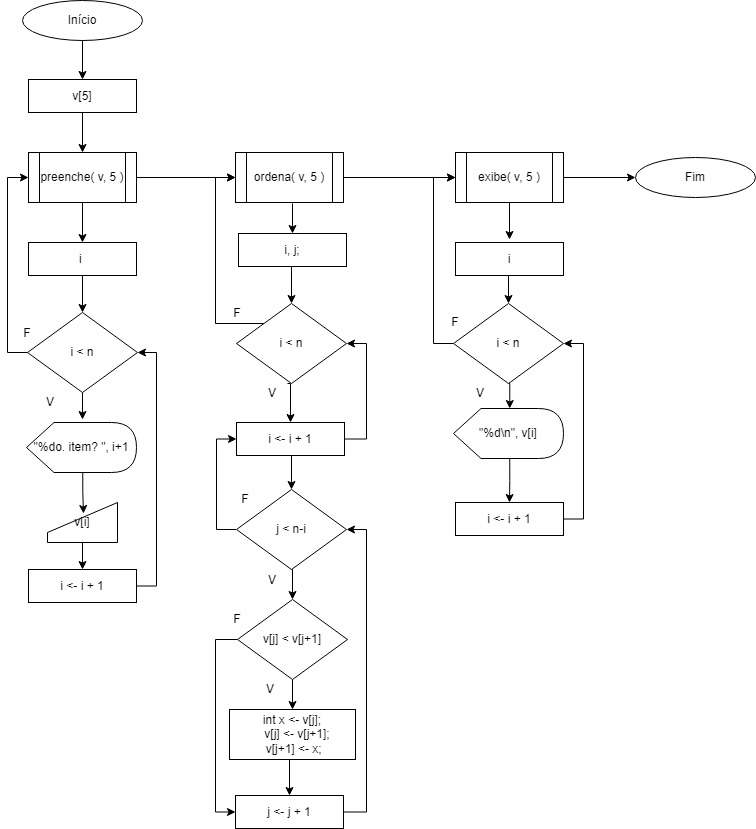 Início
v[5]
preenche( v, 5 )
i
i < n
F
V
"%do. item? ", i+1
v[i]
i <- i + 1
ordena( v, 5 )
i, j;
F
i < n
V
i <- i + 1
F
j < n-i
V
F
v[j] < v[j+1]
V
int x <- v[j];
v[j] <- v[j+1];
v[j+1] <- x;
j <- j + 1
exibe( v, 5 )
i
F
i < n
V
"%d\n", v[i]
i <- i + 1
Fim